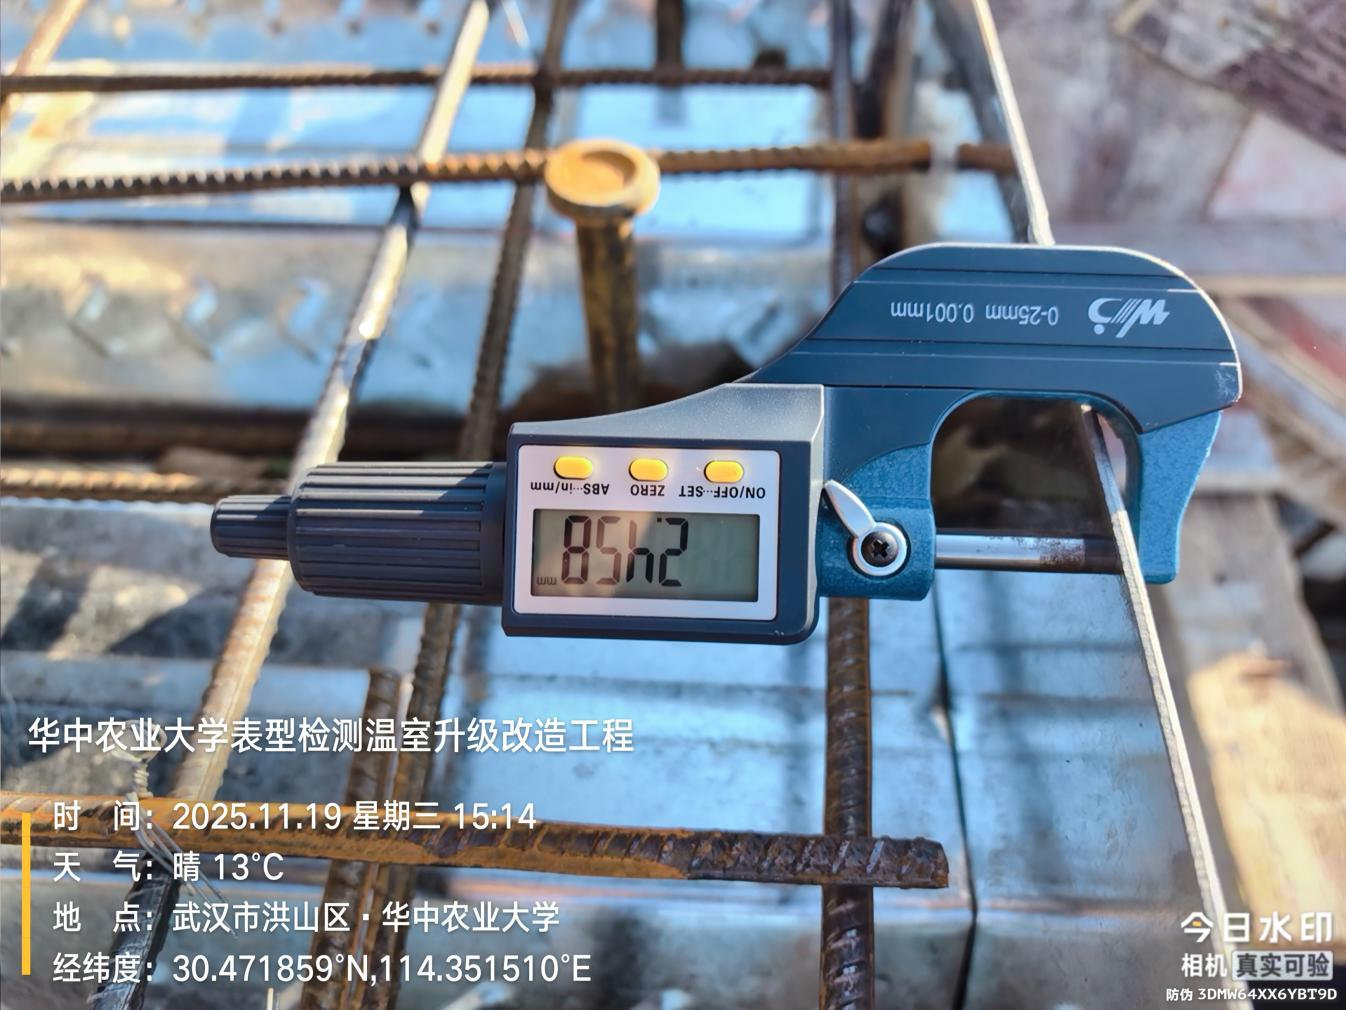 0-25mm 0.001mm
ON/OFF···SET ZERO ABS···in/mm
2.458 mm
华中农业大学表型检测温室升级改造工程
时 间：2025.11.19 星期三 15:14
天 气：晴 13°C
地 点：武汉市洪山区·华中农业大学
经纬度：30.471859°N,114.351510°E
今日水印
相机 真实可验
防伪 3DMW64XX6YBT9D